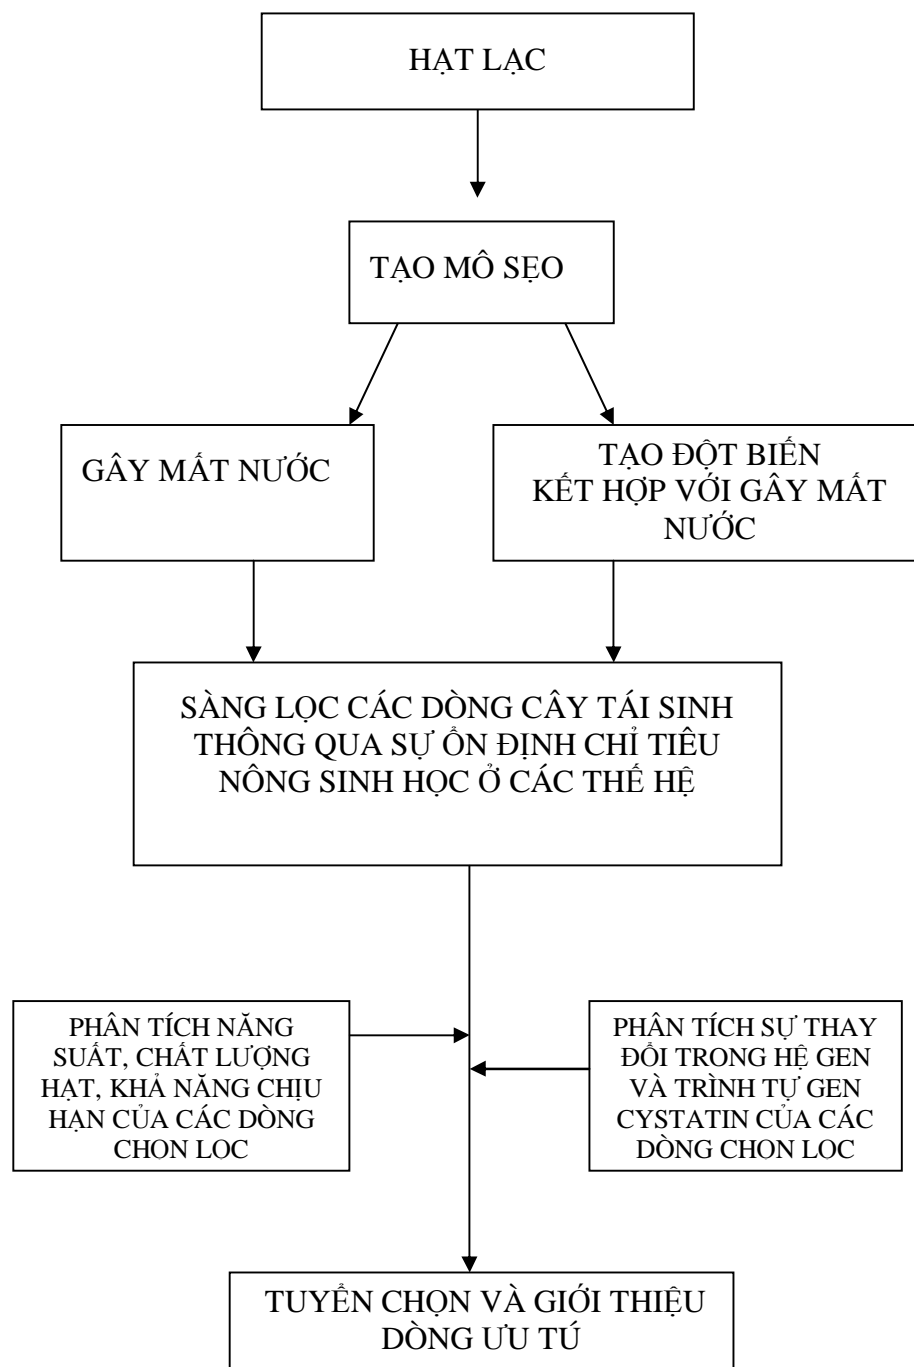 HẠT LẠC
TẠO MÔ SẸO
GÂY MẤT NƯỚC
TẠO ĐỘT BIẾN
KẾT HỢP VỚI GÂY MẤT
NƯỚC
SÀNG LỌC CÁC DÒNG CÂY TÁI SINH
THÔNG QUA SỰ ỔN ĐỊNH CHỈ TIÊU
NÔNG SINH HỌC Ở CÁC THẾ HỆ
PHÂN TÍCH NĂNG
SUẤT, CHẤT LƯỢNG
HẠT, KHẢ NĂNG CHỊU
HẠN CỦA CÁC DÒNG
CHON LOC
PHÂN TÍCH SỰ THAY
ĐỔI TRONG HỆ GEN
VÀ TRÌNH TỰ GEN
CYSTATIN CỦA CÁC
DÒNG CHON LOC
TUYỂN CHỌN VÀ GIỚI THIỆU
DÒNG ƯU TÚ